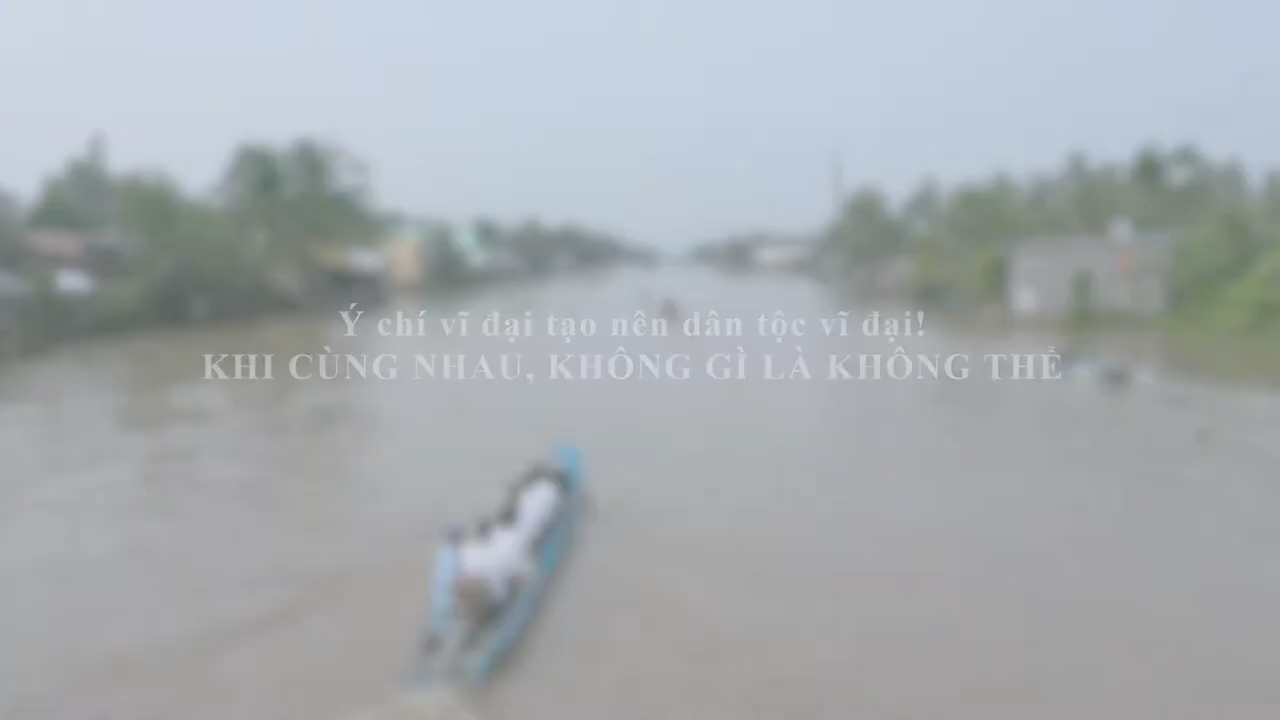 Ý chí vĩ đại tạo nên dân tộc vĩ đại!
KHI CÙNG NHAU, KHÔNG GÌ LÀ KHÔNG THỂ